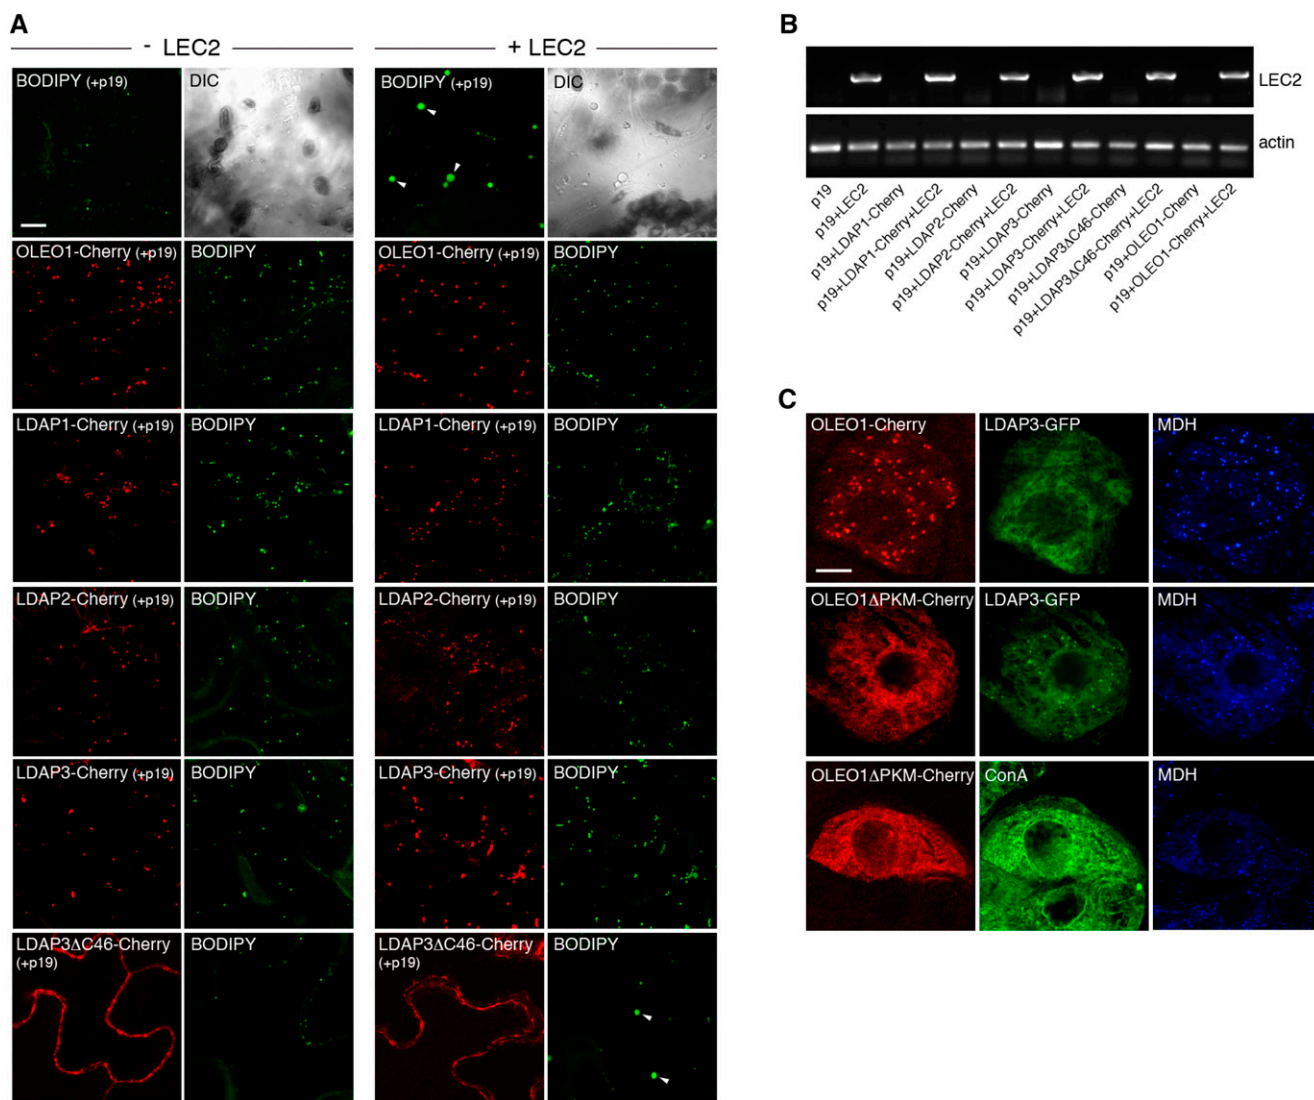 A
- LEC2
+ LEC2
BODIPY (+p19)
DIC
BODIPY (+p19)
DIC
OLEO1-Cherry (+p19)
BODIPY
OLEO1-Cherry (+p19)
BODIPY
LDAP1-Cherry (+p19)
BODIPY
LDAP1-Cherry (+p19)
BODIPY
LDAP2-Cherry (+p19)
BODIPY
LDAP2-Cherry (+p19)
BODIPY
LDAP3-Cherry (+p19)
BODIPY
LDAP3-Cherry (+p19)
BODIPY
LDAP3ΔC46-Cherry
(+p19)
BODIPY
LDAP3ΔC46-Cherry
(+p19)
BODIPY
B
LEC2
actin
p19
p19+LEC2
p19+LDAP1-Cherry
p19+LDAP1-Cherry+LEC2
p19+LDAP2-Cherry
p19+LDAP2-Cherry+LEC2
p19+LDAP3-Cherry
p19+LDAP3-Cherry+LEC2
p19+LDAP3ΔC46-Cherry
p19+LDAP3ΔC46-Cherry+LEC2
p19+OLEO1-Cherry
p19+OLEO1-Cherry+LEC2
C
OLEO1-Cherry
LDAP3-GFP
MDH
OLEO1ΔPKM-Cherry
LDAP3-GFP
MDH
OLEO1ΔPKM-Cherry
ConA
MDH